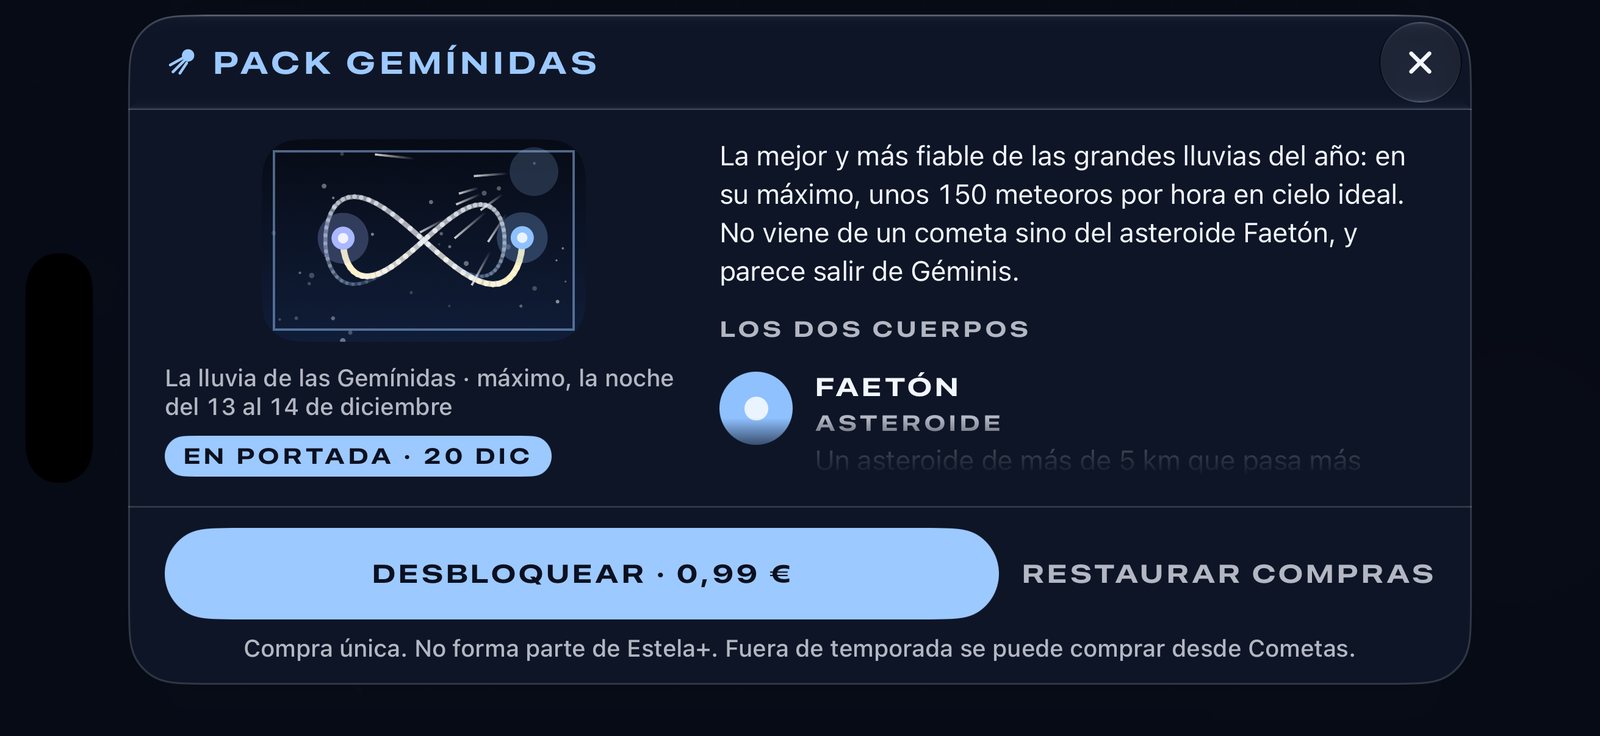 PACK GEMÍNIDAS
La lluvia de las Gemínidas · máximo, la noche
del 13 al 14 de diciembre
EN PORTADA · 20 DIC
La mejor y más fiable de las grandes lluvias del año: en
su máximo, unos 150 meteoros por hora en cielo ideal.
No viene de un cometa sino del asteroide Faetón, y
parece salir de Géminis.
LOS DOS CUERPOS
FAETÓN
ASTEROIDE
Un asteroide de más de 5 km que pasa más
DESBLOQUEAR · 0,99 €
RESTAURAR COMPRAS
Compra única. No forma parte de Estela+. Fuera de temporada se puede comprar desde Cometas.